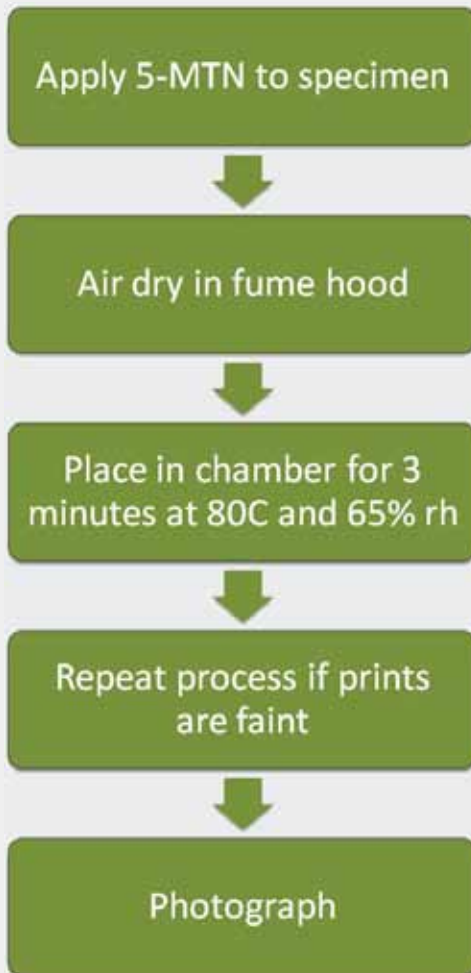 Apply 5-MTN to specimen
Air dry in fume hood
Place in chamber for 3
minutes at 80C and 65% rh
Repeat process if prints
are faint
Photograph